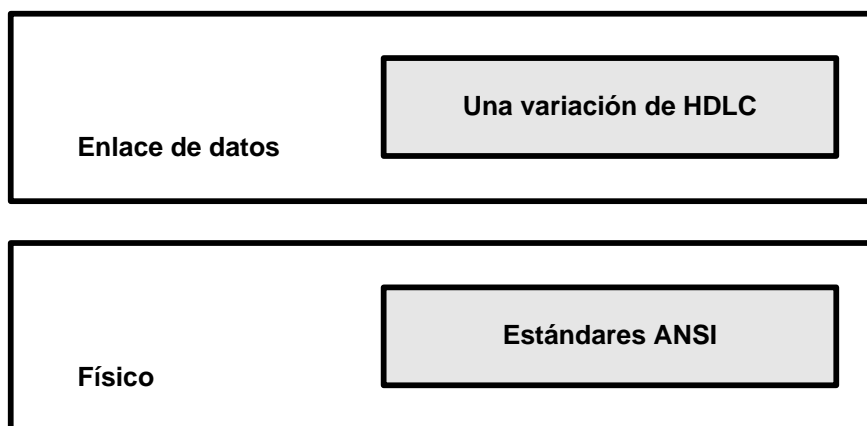 Una variación de HDLC
Enlace de datos
Estándares ANSI
Físico